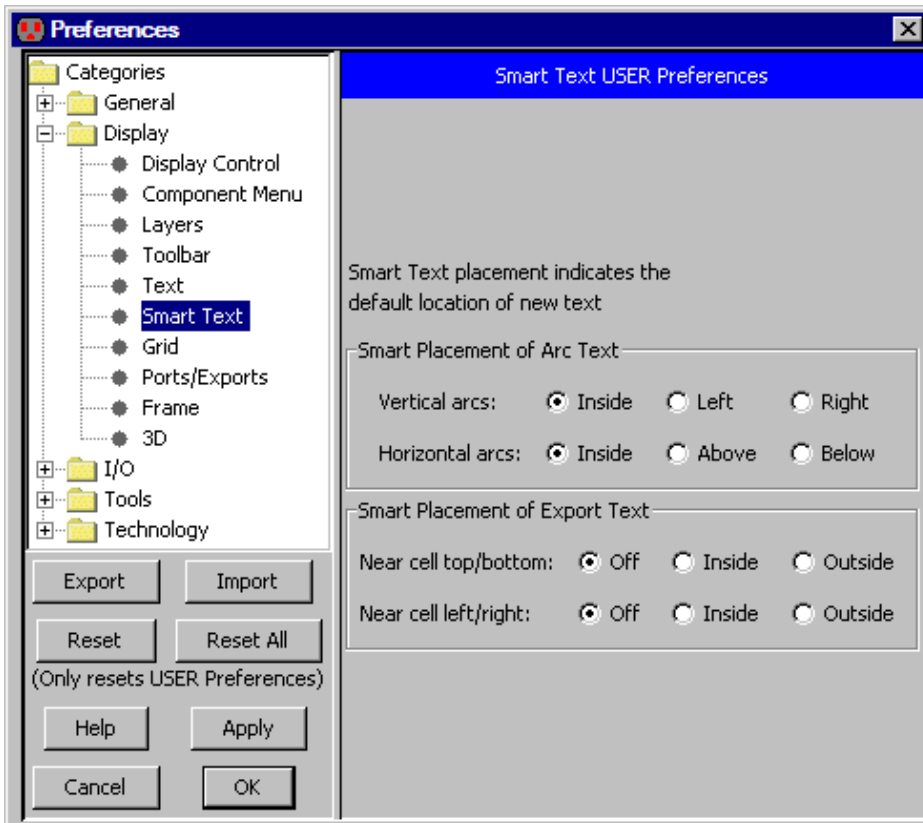 Preferences
Categories
General
Display
Display Control
Component Menu
Layers
Toolbar
Text
Smart Text
Grid
Ports/Exports
Frame
3D
I/O
Tools
Technology
Export Import
Reset Reset All
(Only resets USER Preferences)
Help Apply
Cancel OK
Smart Text USER Preferences
Smart Text placement indicates the
default location of new text
Smart Placement of Arc Text
Vertical arcs: Inside Left Right
Horizontal arcs: Inside Above Below
Smart Placement of Export Text
Near cell top/bottom: Off Inside Outside
Near cell left/right: Off Inside Outside